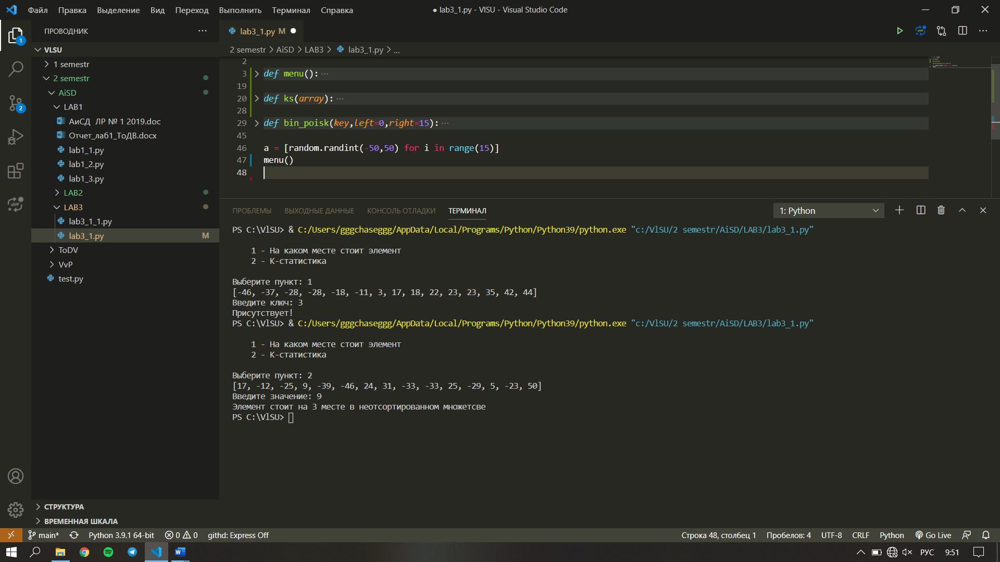 Файл Правка Выделение Вид Переход Выполнить Терминал Справка
● lab3_1.py - VlSU - Visual Studio Code
ПРОВОДНИК
VLSU
1 semestr
2 semestr
AiSD
LAB1
АиСД ЛР № 1 2019.doc
Отчет_лаб1_ТоДВ.docx
lab1_1.py
lab1_2.py
lab1_3.py
LAB2
LAB3
lab3_1_1.py
lab3_1.py M
ToDV
VvP
test.py
СТРУКТУРА
ВРЕМЕННАЯ ШКАЛА
1
2
lab3_1.py M
2 semestr > AiSD > LAB3 > lab3_1.py > ...
2
3 def menu(): ···
19
20 def ks(array): ···
28
29 def bin_poisk(key,left=0,right=15): ···
45
46 a = [random.randint(-50,50) for i in range(15)]
47 menu()
48
ПРОБЛЕМЫ ВЫХОДНЫЕ ДАННЫЕ КОНСОЛЬ ОТЛАДКИ ТЕРМИНАЛ
1: Python
PS C:\VlSU> & C:/Users/gggchaseggg/AppData/Local/Programs/Python/Python39/python.exe "c:/VlSU/2 semestr/AiSD/LAB3/lab3_1.py"
1 - На каком месте стоит элемент
2 - К-статистика
Выберите пункт: 1
[-46, -37, -28, -28, -18, -11, 3, 17, 18, 22, 23, 23, 35, 42, 44]
Введите ключ: 3
Присутствует!
PS C:\VlSU> & C:/Users/gggchaseggg/AppData/Local/Programs/Python/Python39/python.exe "c:/VlSU/2 semestr/AiSD/LAB3/lab3_1.py"
1 - На каком месте стоит элемент
2 - К-статистика
Выберите пункт: 2
[17, -12, -25, 9, -39, -46, 24, 31, -33, -33, 25, -29, 5, -23, 50]
Введите значение: 9
Элемент стоит на 3 месте в неотсортированном множетсве
PS C:\VlSU>
main* Python 3.9.1 64-bit 0 0 githd: Express Off
Строка 48, столбец 1 Пробелов: 4 UTF-8 CRLF Python Go Live
РУС 9:51